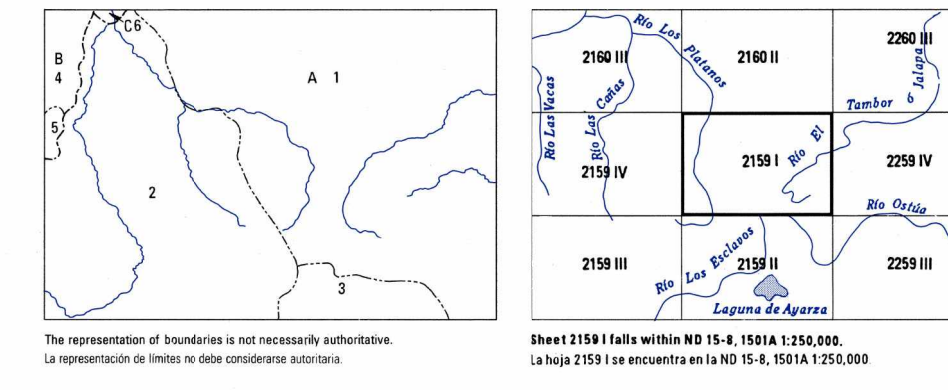 C6
B
4
A 1
5
2
3
The representation of boundaries is not necessarily authoritative.
La representación de límites no debe considerarse autoritaria.
Río Los Platanos
2160 III
2160 II
2260 III
Río Las Vacas
Río Las Cañas
Tambor ó Jalapa
2159 IV
2159 I
Río El
2259 IV
Río Ostúa
2159 III
Río Los Esclavos
2159 II
2259 III
Laguna de Ayarza
Sheet 2159 I falls within ND 15-8, 1501A 1:250,000.
La hoja 2159 I se encuentra en la ND 15-8, 1501A 1:250,000.